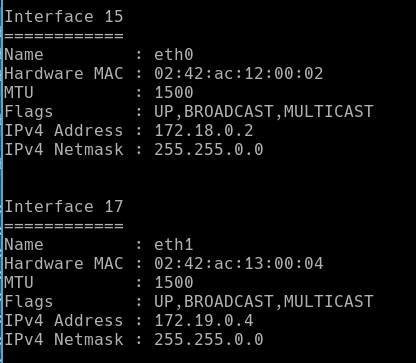 Interface 15
============
Name         : eth0
Hardware MAC : 02:42:ac:12:00:02
MTU          : 1500
Flags        : UP,BROADCAST,MULTICAST
IPv4 Address : 172.18.0.2
IPv4 Netmask : 255.255.0.0
Interface 17
============
Name         : eth1
Hardware MAC : 02:42:ac:13:00:04
MTU          : 1500
Flags        : UP,BROADCAST,MULTICAST
IPv4 Address : 172.19.0.4
IPv4 Netmask : 255.255.0.0